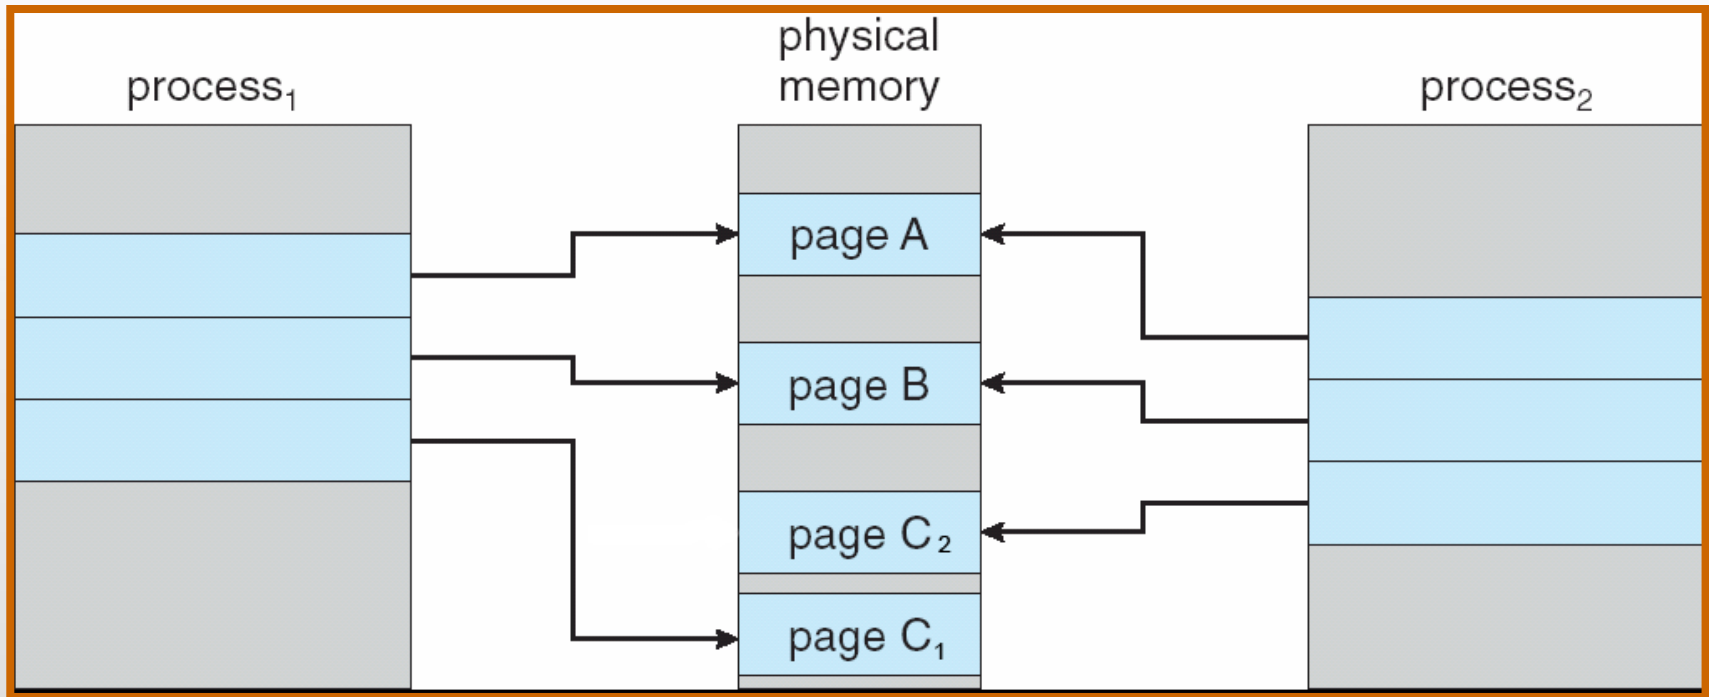 physical
memory
process₁
process₂
page A
page B
page C₂
page C₁